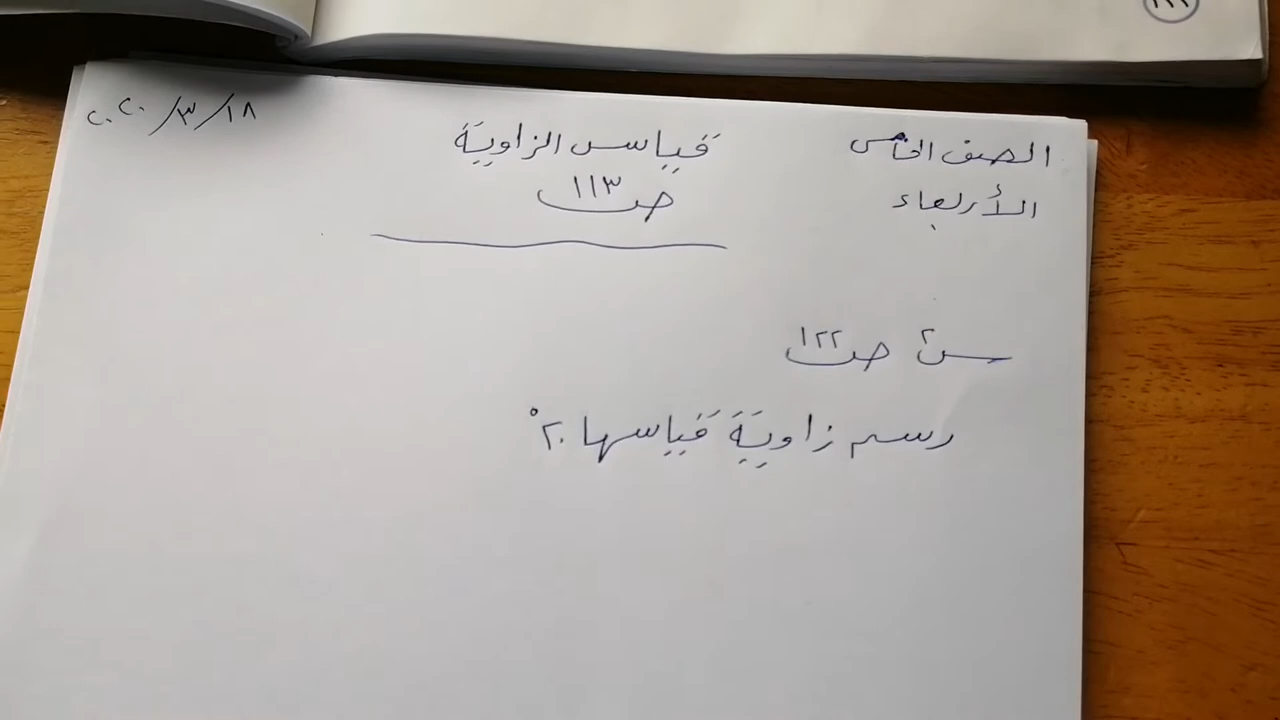 الصف الخامس
قياس الزاوية
١٨/٣/٢٠٢٠
الأربعاء
ص ١١٣
س٢ ص ١٢٢
رسم زاوية قياسها ٢٠°